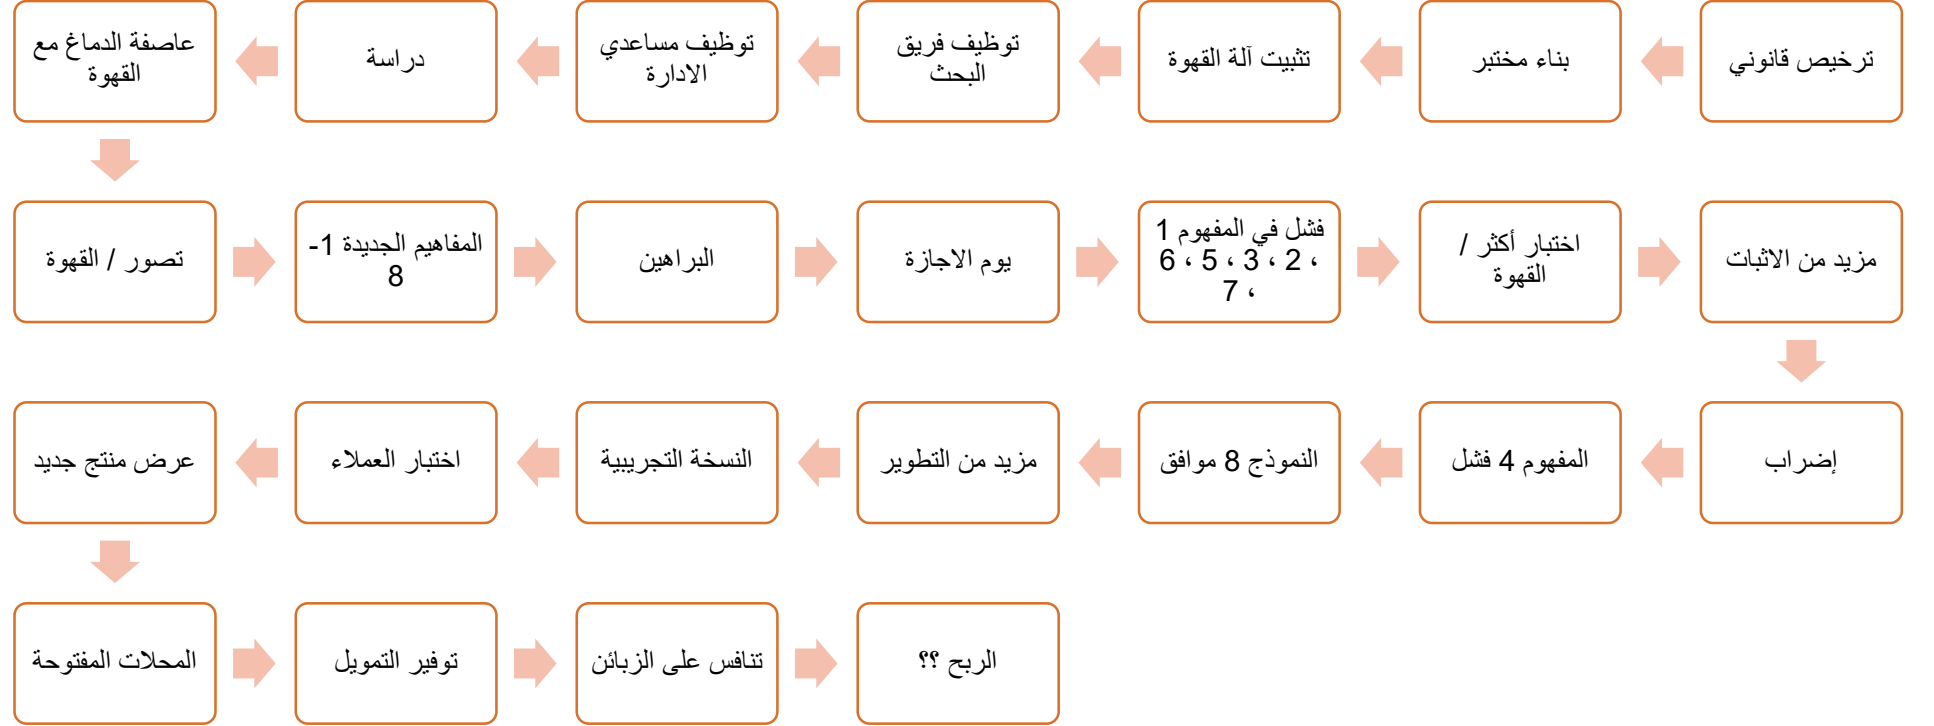 ترخيص قانوني
بناء مختبر
تثبيت آلة القهوة
توظيف فريق
البحث
توظيف مساعدي
الادارة
دراسة
عاصفة الدماغ مع
القهوة
تصور / القهوة
المفاهيم الجديدة 1-
8
البراهين
يوم الاجازة
فشل في المفهوم 1
، 2 ، 3 ، 5 ، 6
، 7
اختبار أكثر /
القهوة
مزيد من الاثبات
إضراب
المفهوم 4 فشل
النموذج 8 موافق
مزيد من التطوير
النسخة التجريبية
اختبار العملاء
عرض منتج جديد
المحلات المفتوحة
توفير التمويل
تنافس على الزبائن
الربح ؟؟